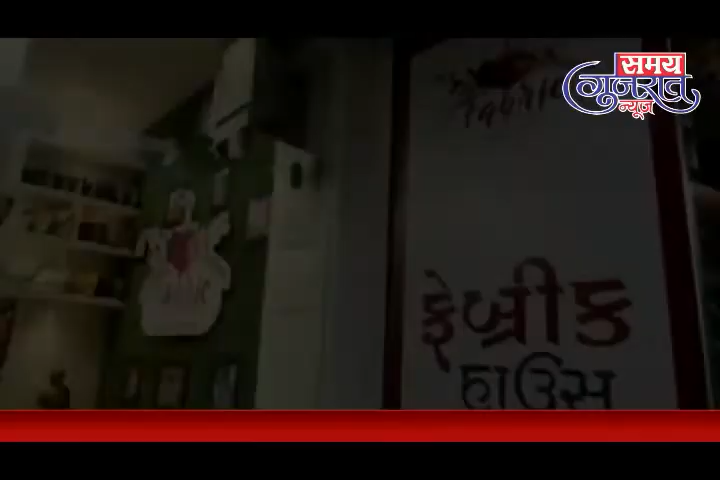 समय
गुजरात
न्यूज़
ફેબ્રીક
હાઉસ